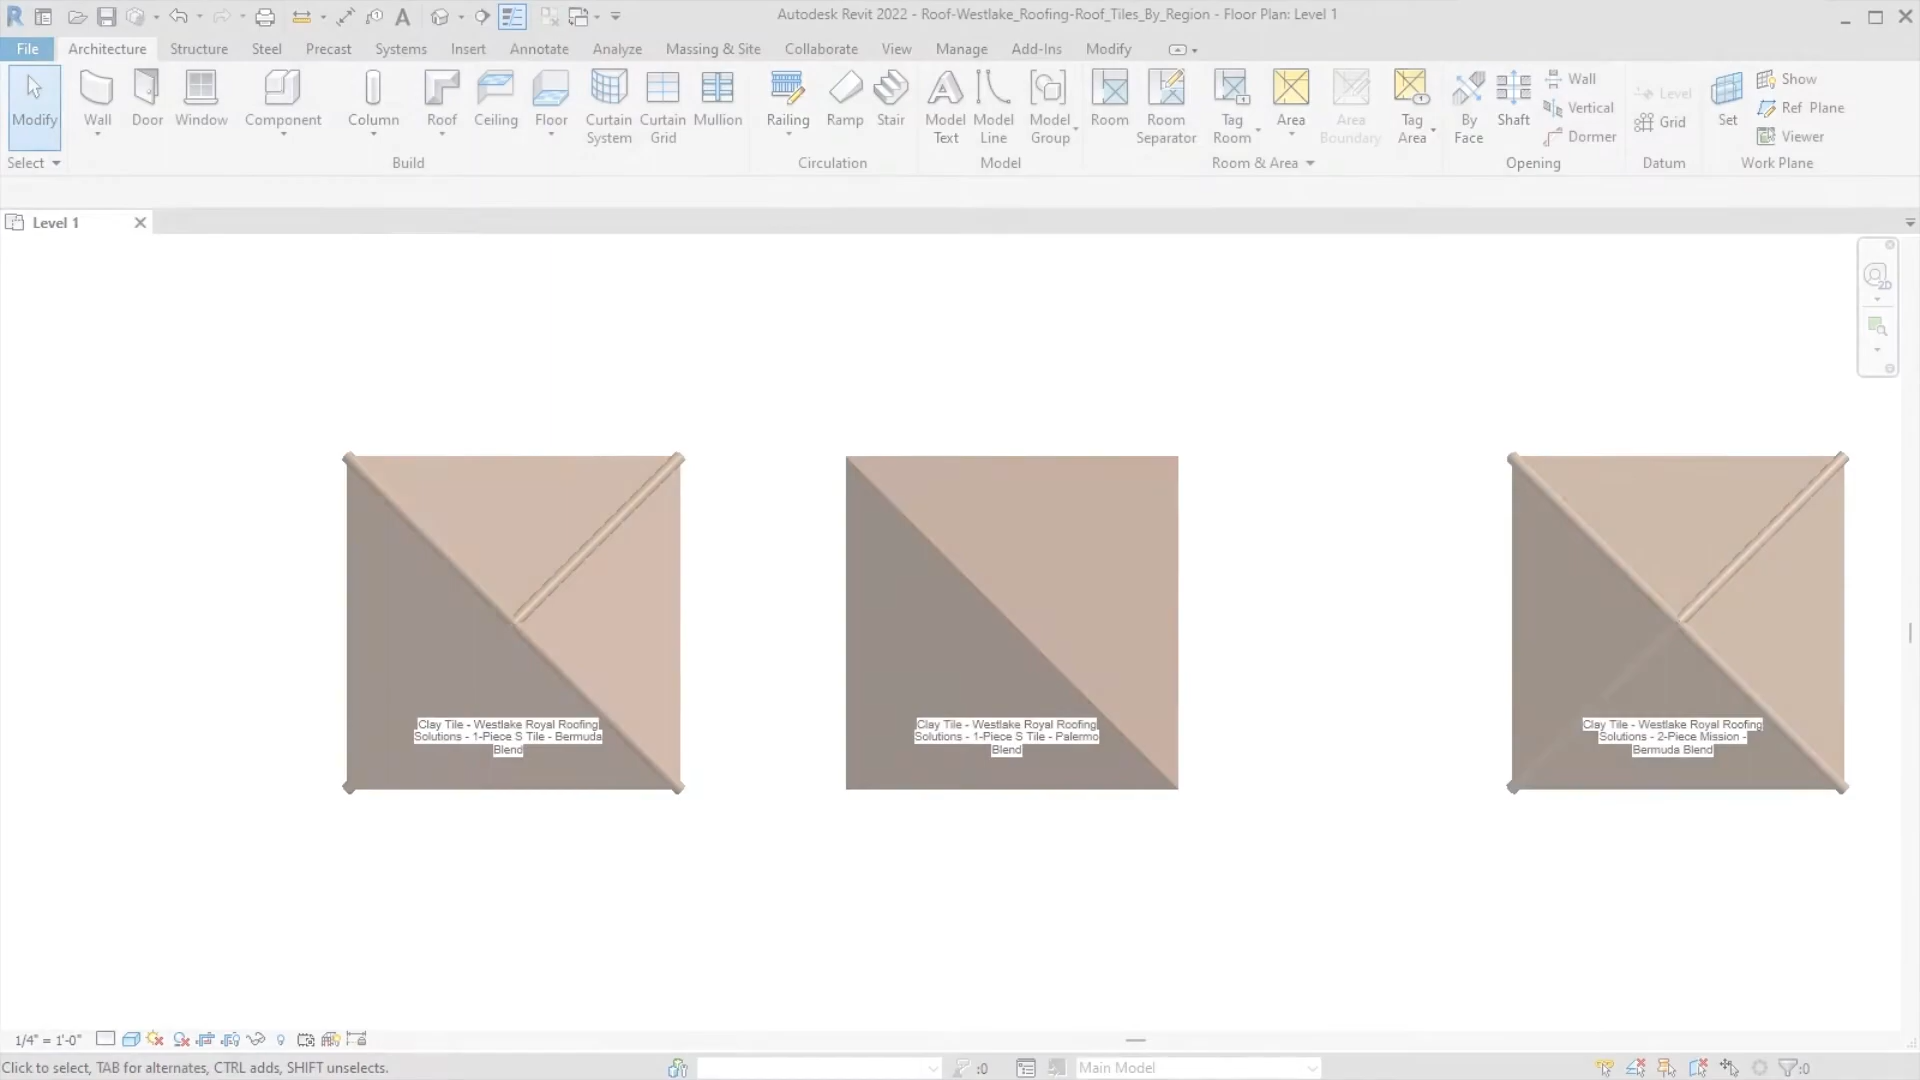 Autodesk Revit 2022 - Roof-Westlake_Roofing-Roof_Tiles_By_Region - Floor Plan: Level 1
File Architecture Structure Steel Precast Systems Insert Annotate Analyze Massing & Site Collaborate View Manage Add-Ins Modify
Modify
Wall
Door
Window
Component
Column
Roof
Ceiling
Floor
Curtain
System
Curtain
Grid
Mullion
Railing
Ramp
Stair
Model
Text
Model
Line
Model
Group
Room
Room
Separator
Tag
Room
Area
Area
Boundary
Tag
Area
By
Face
Shaft
Wall
Vertical
Dormer
Level
Grid
Set
Show
Ref Plane
Viewer
Select
Build
Circulation
Model
Room & Area
Opening
Datum
Work Plane
Level 1
2D
Clay Tile - Westlake Royal Roofing
Solutions - 1-Piece S Tile - Bermuda
Blend
Clay Tile - Westlake Royal Roofing
Solutions - 1-Piece S Tile - Palermo
Blend
Clay Tile - Westlake Royal Roofing
Solutions - 2-Piece Mission -
Bermuda Blend
1/4" = 1'-0"
Click to select, TAB for alternates, CTRL adds, SHIFT unselects.
:0
Main Model
:0